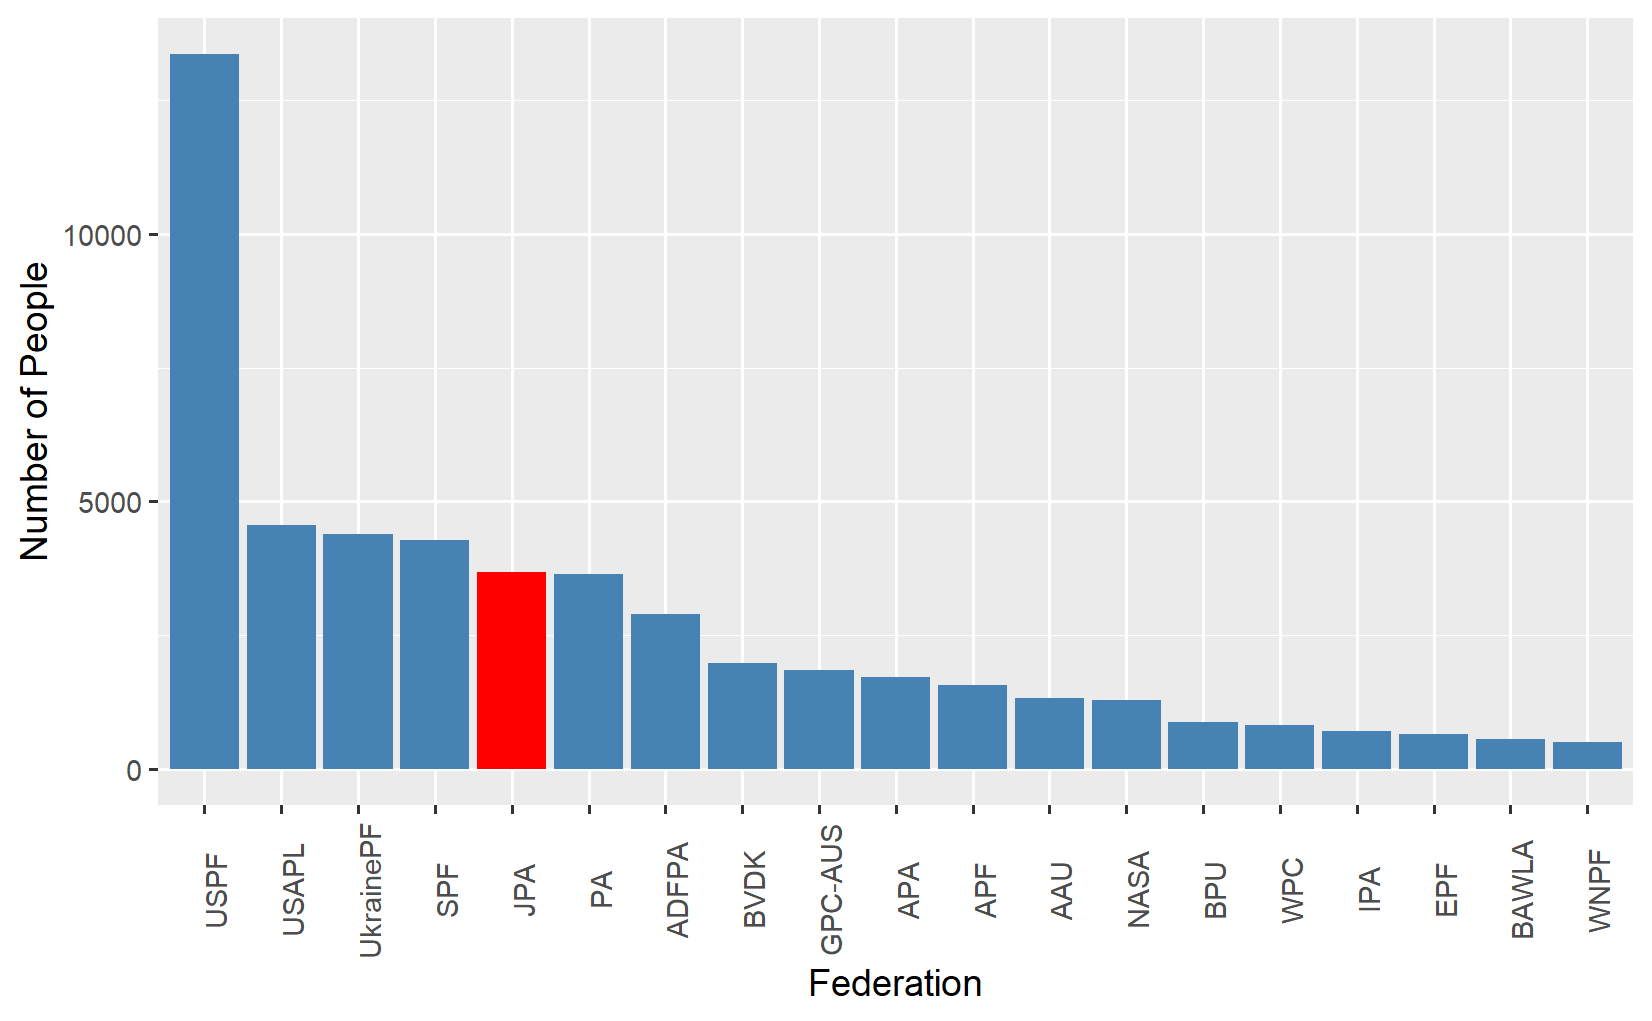 Number of People
10000
5000
0
USPF
USAPL
UkrainePF
SPF
JPA
PA
ADFPA
BVDK
GPC-AUS
APA
APF
AAU
NASA
BPU
WPC
IPA
EPF
BAWLA
WNPF
Federation